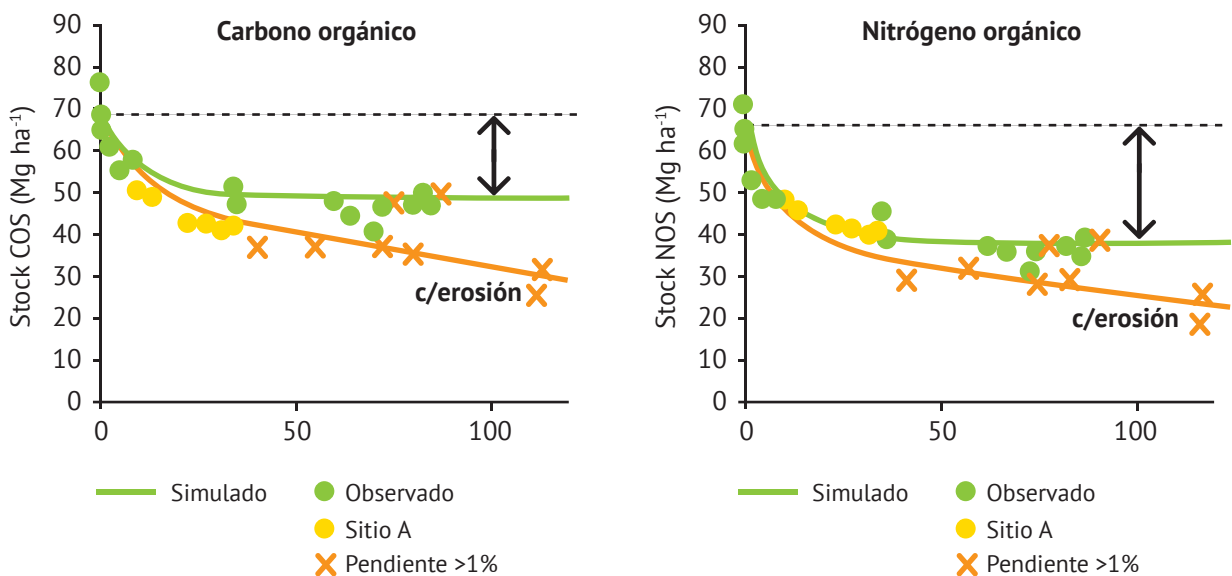 Carbono orgánico
Stock COS (Mg ha-1)
90
80
70
60
50
40
30
20
10
0
c/erosión
0 50 100
Simulado
Observado
Sitio A
Pendiente >1%
Nitrógeno orgánico
Stock NOS (Mg ha-1)
90
80
70
60
50
40
30
20
10
0
c/erosión
0 50 100
Simulado
Observado
Sitio A
Pendiente >1%